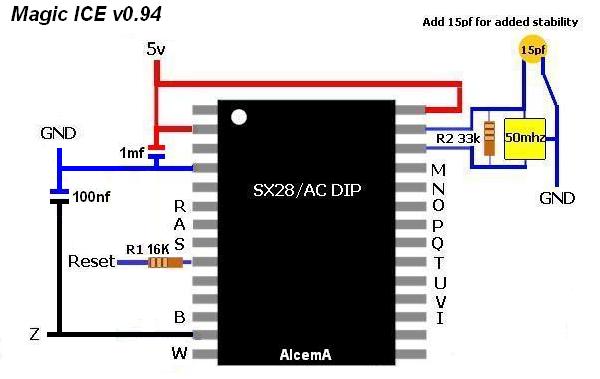 Magic ICE v0.94
Add 15pf for added stability
15pf
5v
GND
1mf
R2 33k
50mhz
100nf
SX28/AC DIP
GND
R
A
S
M
N
O
P
Q
T
U
V
I
Reset
R1 16K
B
Z
W
AlcemA